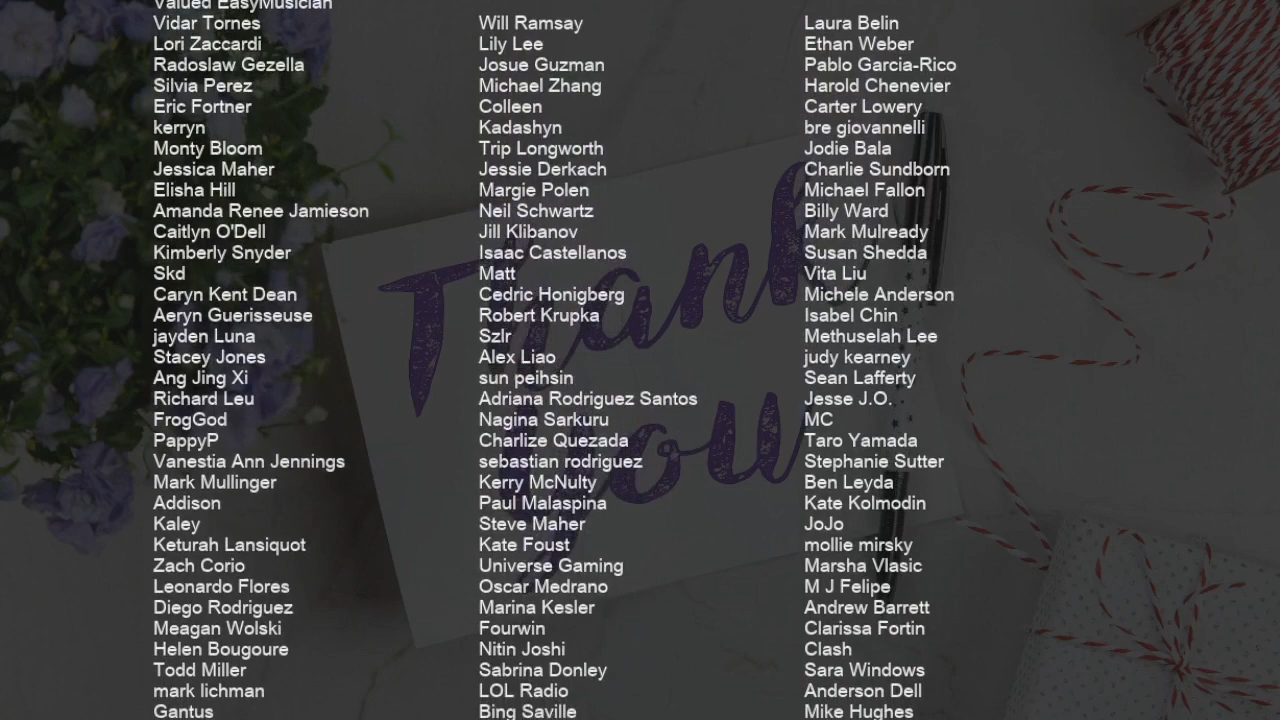 Valued EasyMusician
Vidar Tornes
Lori Zaccardi
Radoslaw Gezella
Silvia Perez
Eric Fortner
kerryn
Monty Bloom
Jessica Maher
Elisha Hill
Amanda Renee Jamieson
Caitlyn O'Dell
Kimberly Snyder
Skd
Caryn Kent Dean
Aeryn Guerisseuse
jayden Luna
Stacey Jones
Ang Jing Xi
Richard Leu
FrogGod
PappyP
Vanestia Ann Jennings
Mark Mullinger
Addison
Kaley
Keturah Lansiquot
Zach Corio
Leonardo Flores
Diego Rodriguez
Meagan Wolski
Helen Bougoure
Todd Miller
mark lichman
Gantus
Will Ramsay
Lily Lee
Josue Guzman
Michael Zhang
Colleen
Kadashyn
Trip Longworth
Jessie Derkach
Margie Polen
Neil Schwartz
Jill Klibanov
Isaac Castellanos
Matt
Cedric Honigberg
Robert Krupka
Szlr
Alex Liao
sun peihsin
Adriana Rodriguez Santos
Nagina Sarkuru
Charlize Quezada
sebastian rodriguez
Kerry McNulty
Paul Malaspina
Steve Maher
Kate Foust
Universe Gaming
Oscar Medrano
Marina Kesler
Fourwin
Nitin Joshi
Sabrina Donley
LOL Radio
Bing Saville
Laura Belin
Ethan Weber
Pablo Garcia-Rico
Harold Chenevier
Carter Lowery
bre giovannelli
Jodie Bala
Charlie Sundborn
Michael Fallon
Billy Ward
Mark Mulready
Susan Shedda
Vita Liu
Michele Anderson
Isabel Chin
Methuselah Lee
judy kearney
Sean Lafferty
Jesse J.O.
MC
Taro Yamada
Stephanie Sutter
Ben Leyda
Kate Kolmodin
JoJo
mollie mirsky
Marsha Vlasic
M J Felipe
Andrew Barrett
Clarissa Fortin
Clash
Sara Windows
Anderson Dell
Mike Hughes
Thank
you